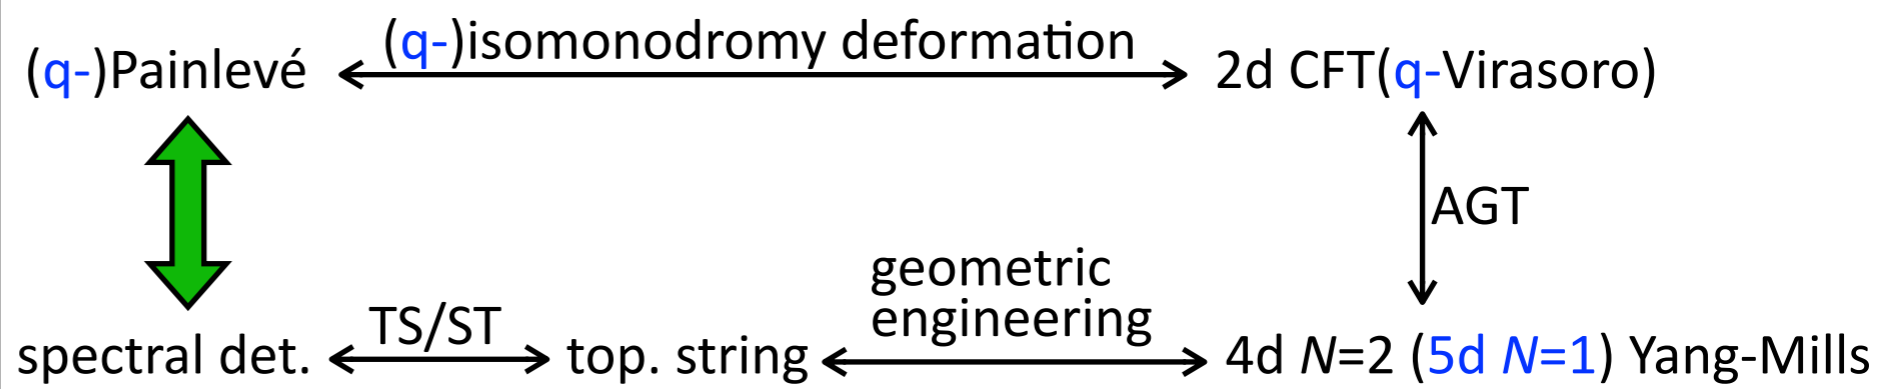 (q-)isomonodromy deformation
(q-)Painlevé
2d CFT(q-Virasoro)
AGT
geometric
engineering
TS/ST
spectral det.
top. string
4d N=2 (5d N=1) Yang-Mills